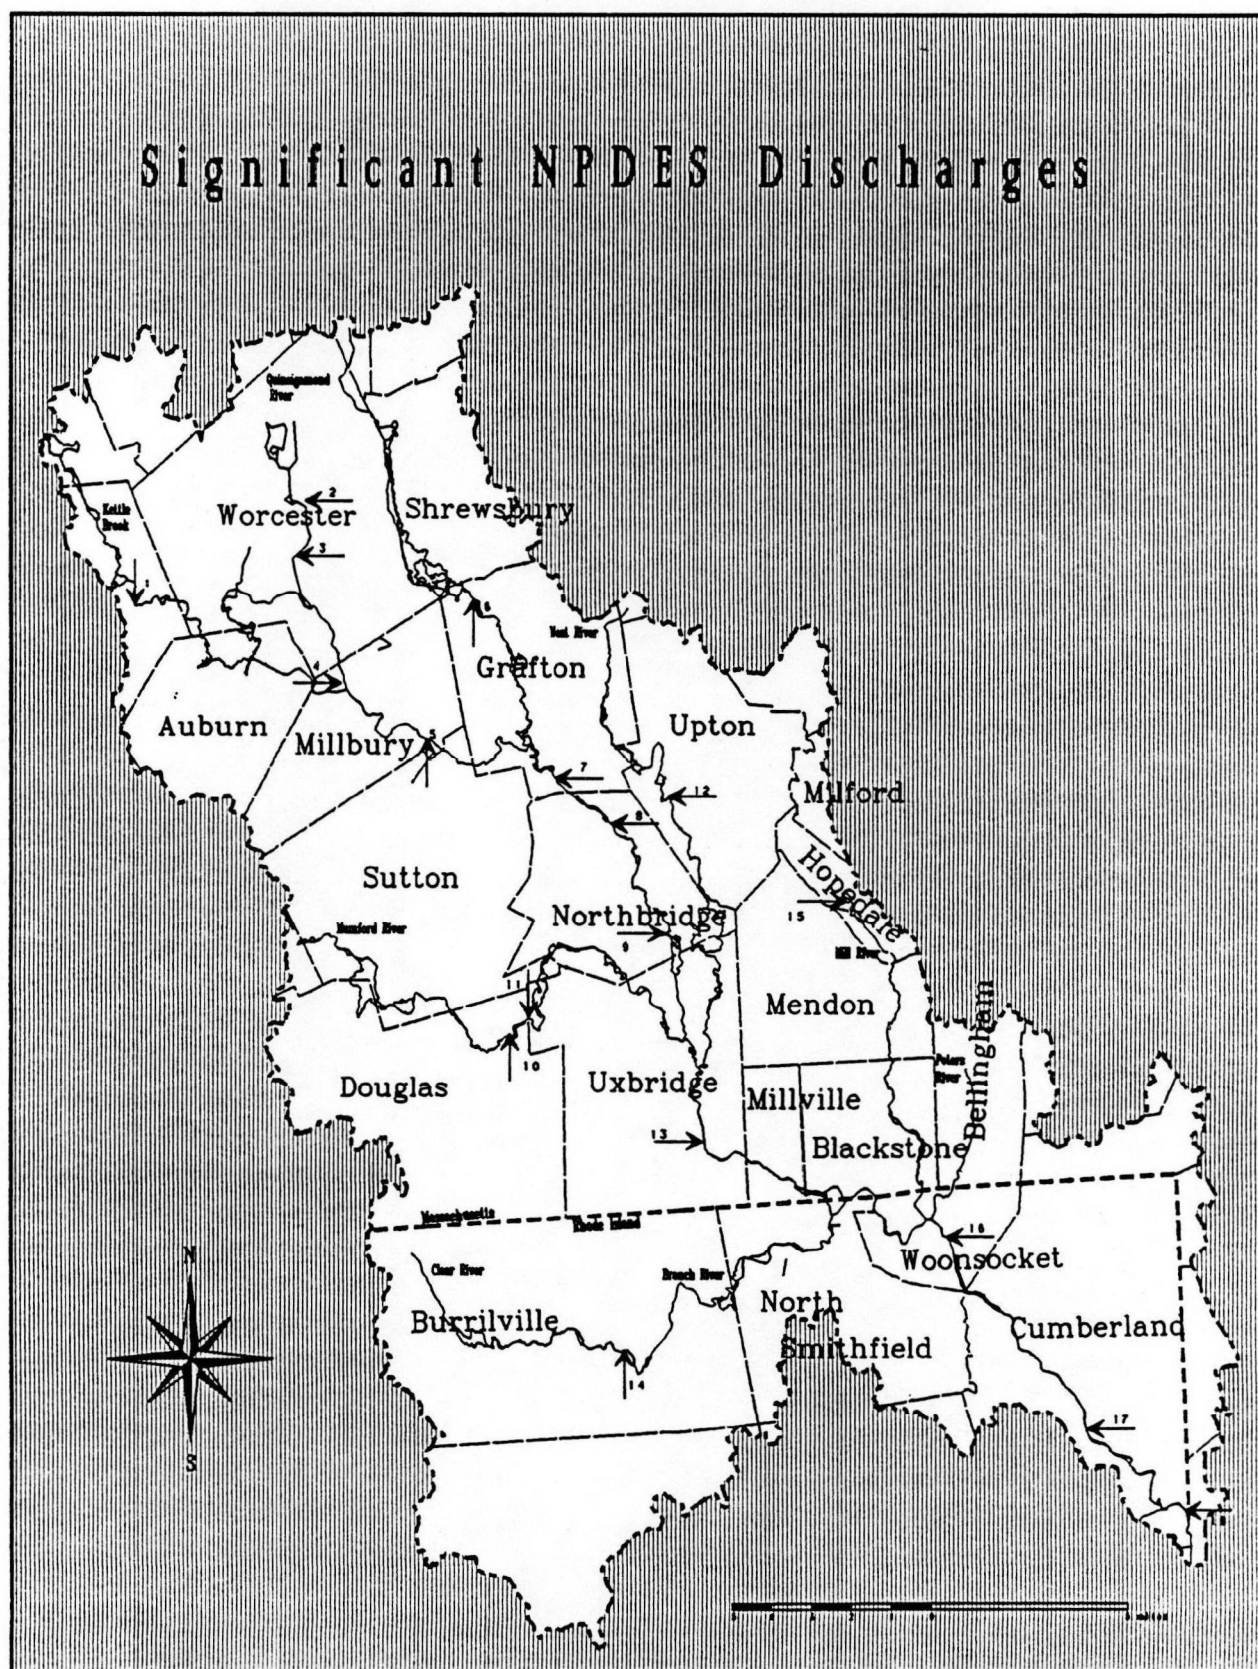 Significant NPDES Discharges
Quinsigamond
River
2
Kettle
Brook
Worcester
Shrewsbury
3
1
6
West River
4
Grafton
Auburn
Millbury
5
Upton
7
12
Milford
8
Sutton
Hopedale
15
Northbridge
Mumford River
9
Mill River
11
Mendon
Bellingham
10
Peters
River
Douglas
Uxbridge
Millville
13
Blackstone
Massachusetts
Rhode Island
N
16
Woonsocket
Clear River
Branch River
North
Burrilville
Cumberland
Smithfield
14
17
S